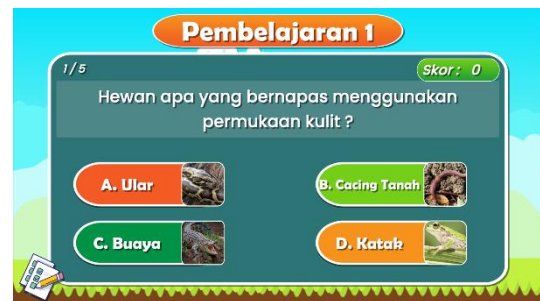 Pembelajaran 1
1/5
Skor: 0
Hewan apa yang bernapas menggunakan
permukaan kulit ?
A. Ular
B. Cacing Tanah
C. Buaya
D. Katak